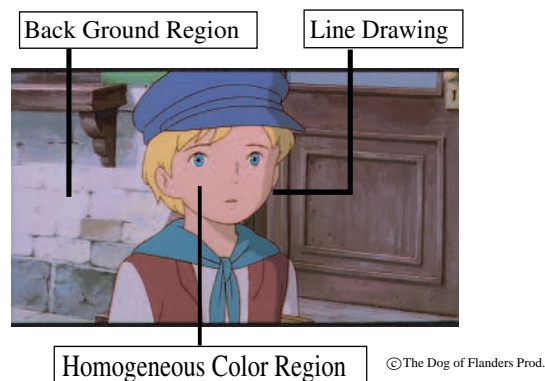 Back Ground Region
Line Drawing
Homogeneous Color Region
©The Dog of Flanders Prod.